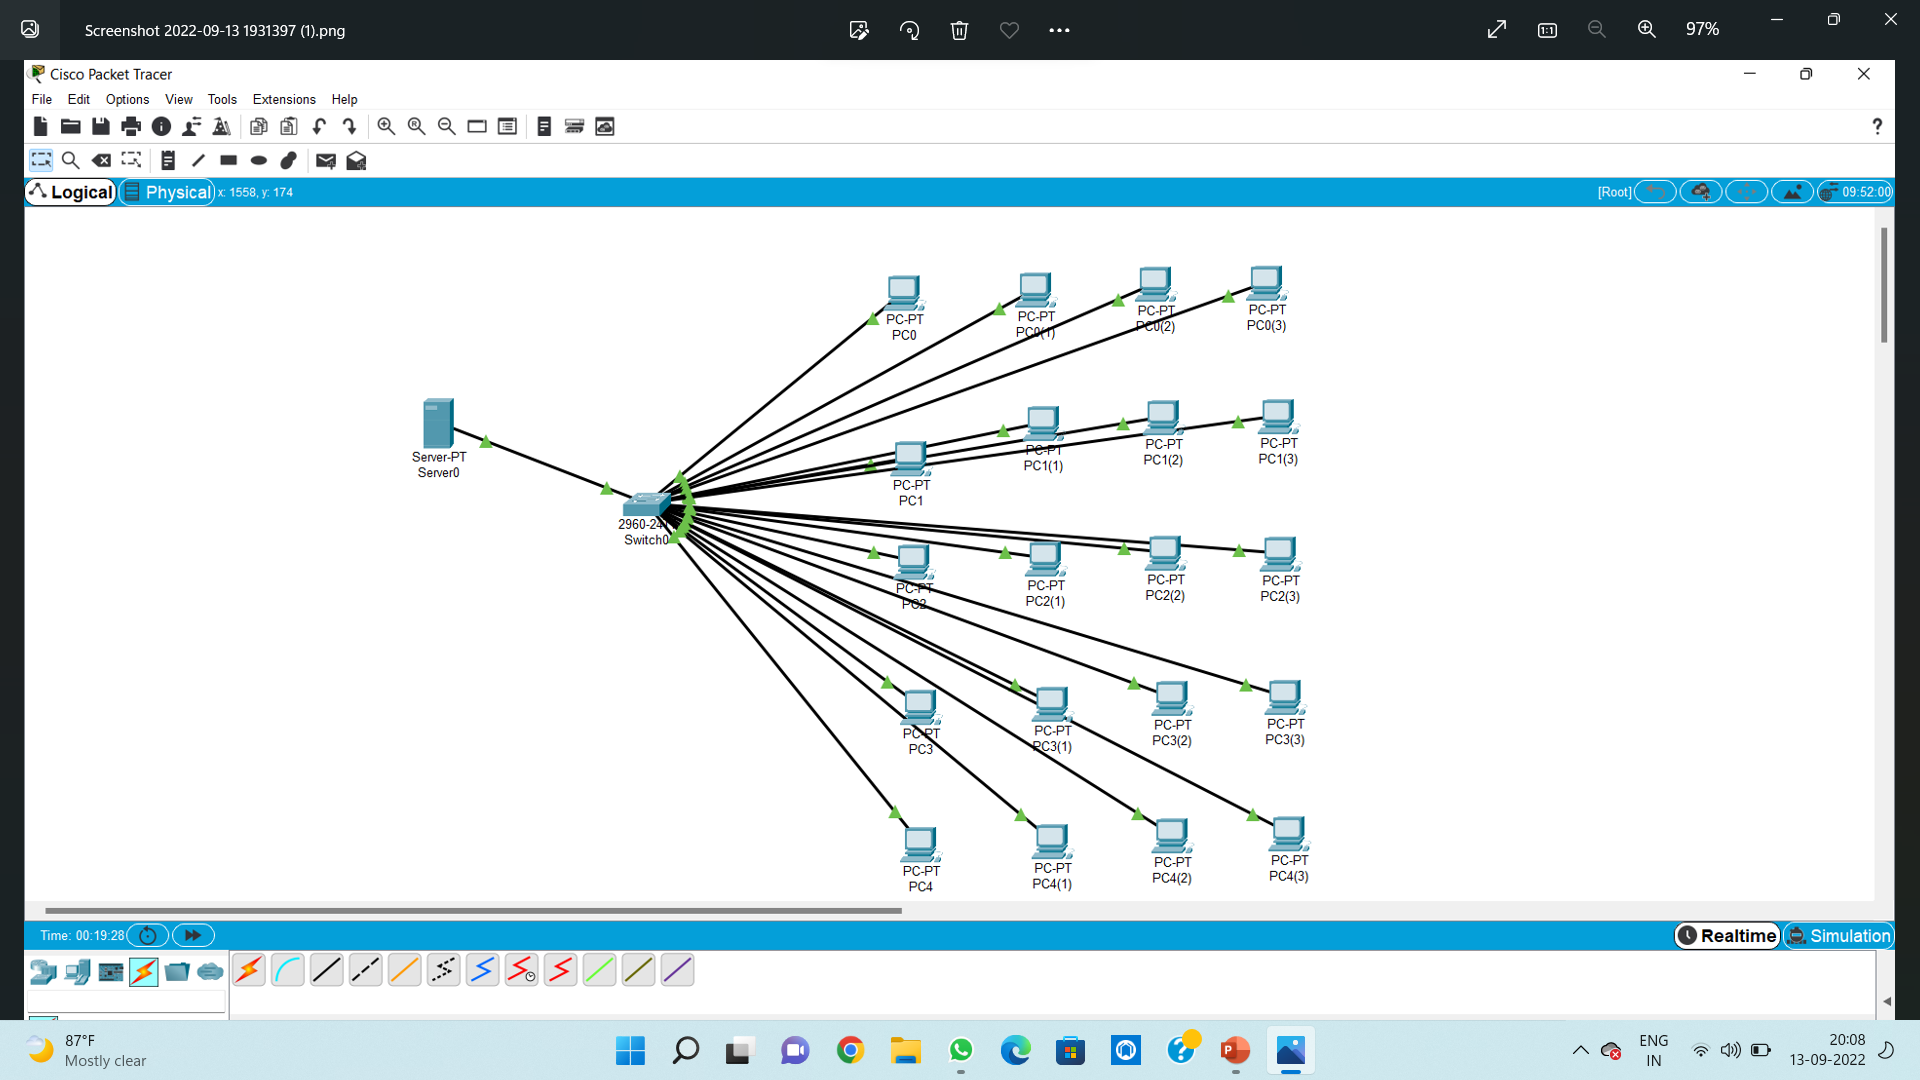 Screenshot 2022-09-13 1931397 (1).png
97%
Cisco Packet Tracer
File Edit Options View Tools Extensions Help
Logical Physical x: 1558, y: 174
[Root] 09:52:00
PC-PT
PC0
PC-PT
PC0(1)
PC-PT
PC0(2)
PC-PT
PC0(3)
Server-PT
Server0
PC-PT
PC1
PC-PT
PC1(1)
PC-PT
PC1(2)
PC-PT
PC1(3)
Switch0
PC-PT
PC2
PC-PT
PC2(1)
PC-PT
PC2(2)
PC-PT
PC2(3)
PC-PT
PC3
PC-PT
PC3(1)
PC-PT
PC3(2)
PC-PT
PC3(3)
PC-PT
PC4
PC-PT
PC4(1)
PC-PT
PC4(2)
PC-PT
PC4(3)
Time: 00:19:28
Realtime Simulation
87°F
Mostly clear
ENG
IN
20:08
13-09-2022